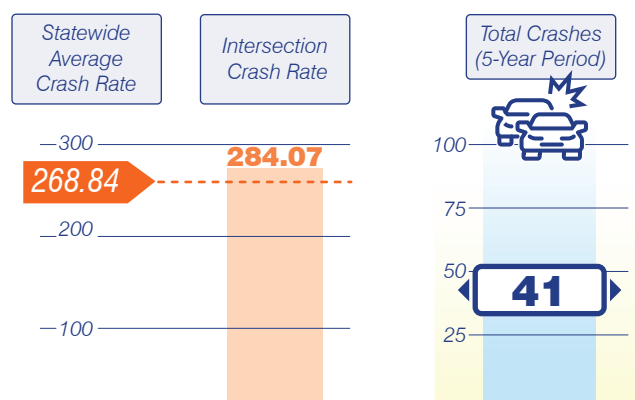 Statewide
Average
Crash Rate
Intersection
Crash Rate
300
284.07
268.84
200
100
Total Crashes
(5-Year Period)
100
75
50
41
25